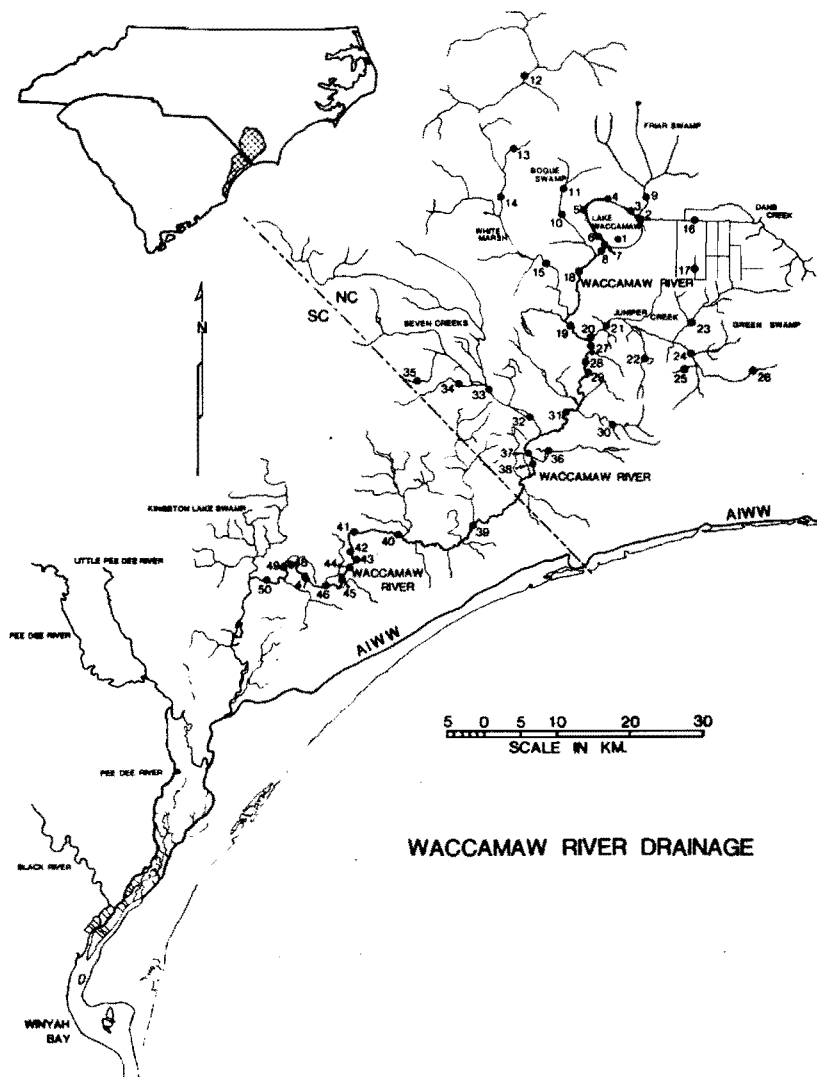 12
FRIAR SWAMP
13
BOGUE
SWAMP
11
4
9
14
5
3
2
DANS
CREEK
10
LAKE
WACCAMAW
16
WHITE
MARSH
6
1
7
8
15
18
17
WACCAMAW RIVER
NC
SC
SEVEN CREEKS
JUNIPER
CREEK
19
20
21
23
GREEN SWAMP
27
28
22
24
29
25
26
35
34
33
32
31
30
37
36
38
WACCAMAW RIVER
N
KINGSTON LAKE SWAMP
AIWW
41
40
39
42
43
LITTLE PEE DEE RIVER
49
48
44
WACCAMAW
RIVER
50
47
46
45
PEE DEE RIVER
AIWW
5 0 10 20 30
SCALE IN KM.
PEE DEE RIVER
WACCAMAW RIVER DRAINAGE
BLACK RIVER
WINYAH
BAY